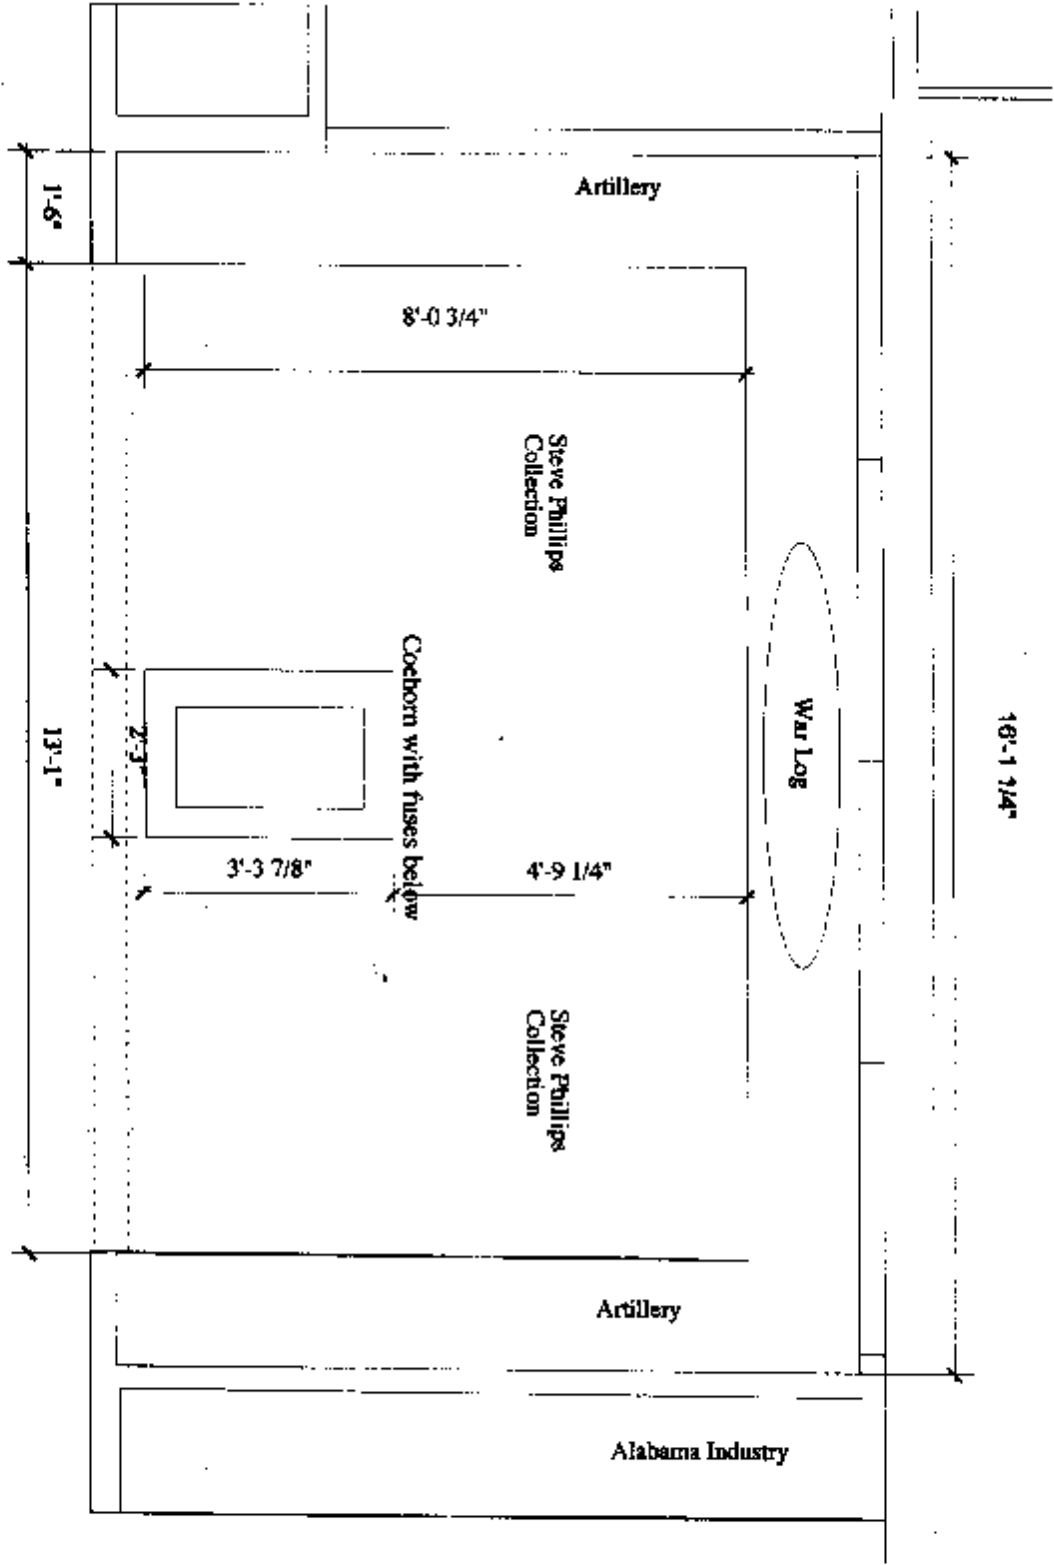 Artillery
1'-6"
8'-0 3/4"
Steve Phillips
Collection
War Log
16'-1 1/4"
Coehorn with fuses below
2'-3"
13'-1"
3'-3 7/8"
4'-9 1/4"
Steve Phillips
Collection
Artillery
Alabama Industry